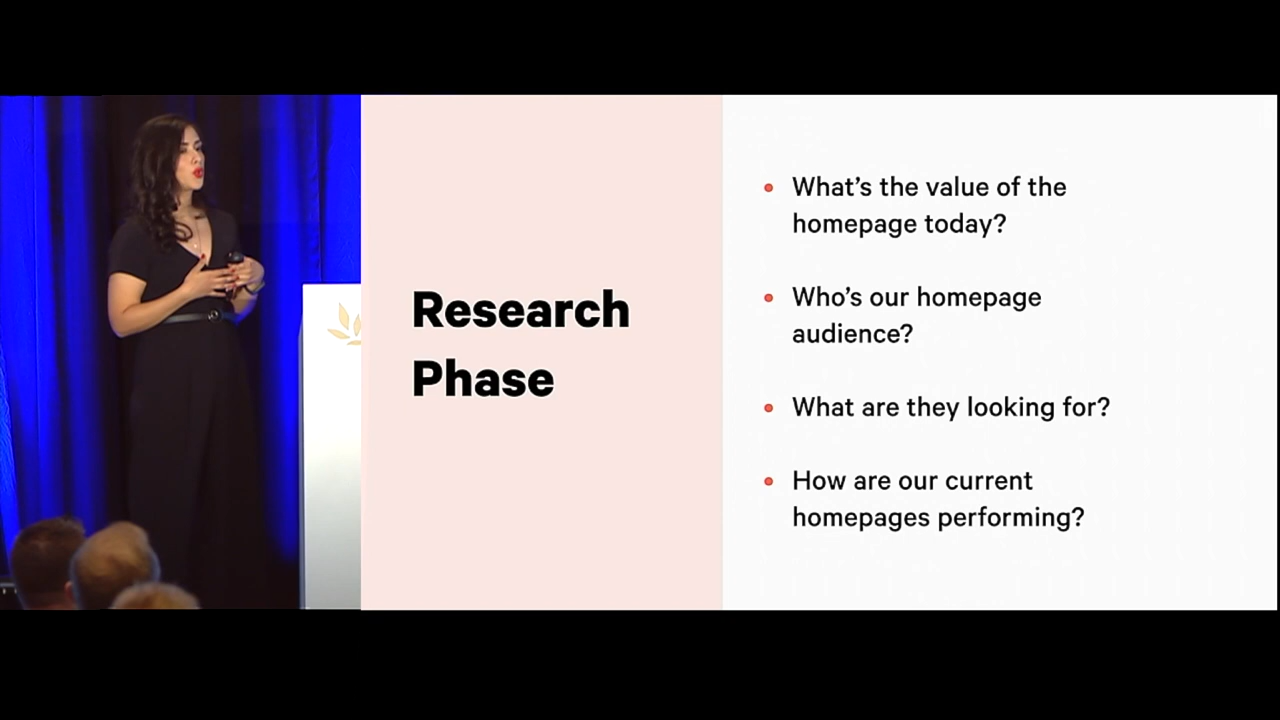 Research
Phase
What’s the value of the
homepage today?
Who’s our homepage
audience?
What are they looking for?
How are our current
homepages performing?